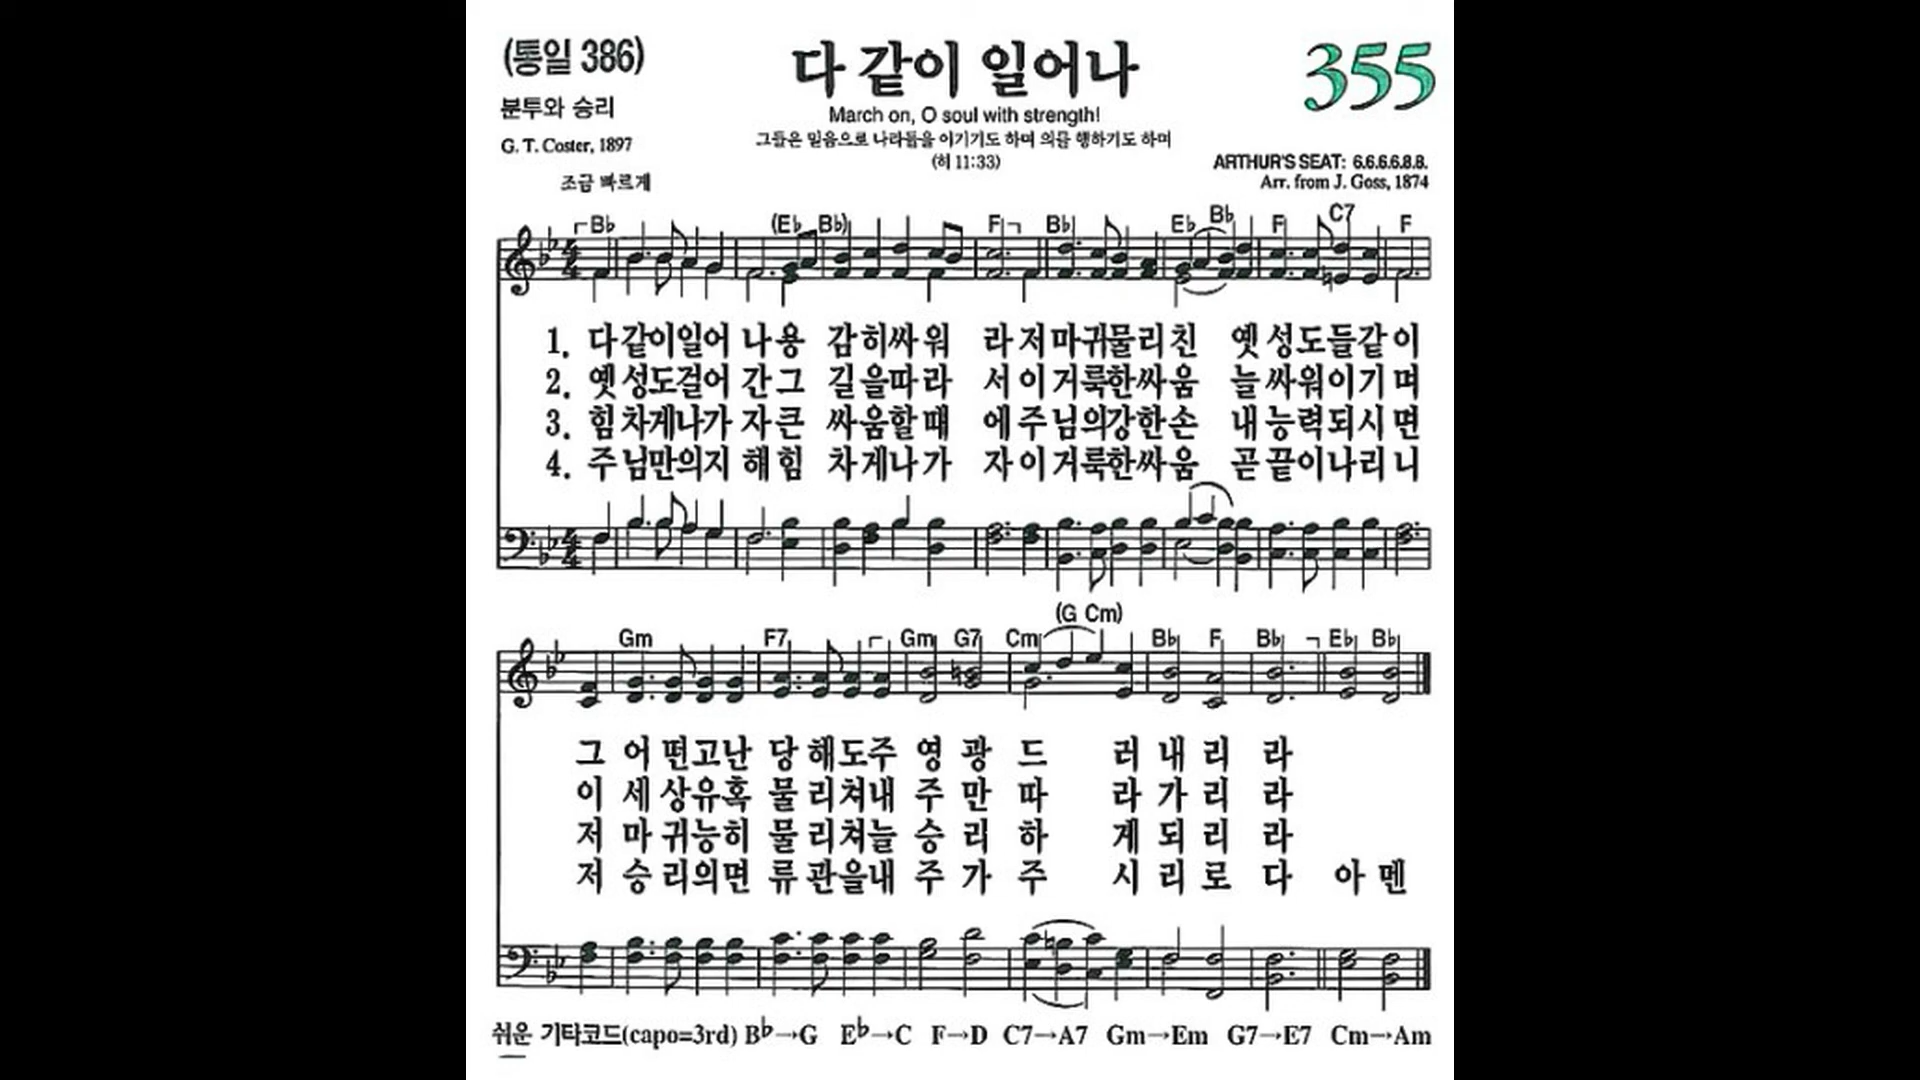 (통일 386)
다 같이 일어나
355
분투와 승리
March on, O soul with strength!
G. T. Coster, 1897
그들은 믿음으로 나라들을 이기기도 하며 의를 행하기도 하며
(히 11:33)
ARTHUR'S SEAT: 6.6.6.6.8.8.
조금 빠르게
Arr. from J. Goss, 1874
B♭ (E♭ B♭) F B♭ E♭ B♭ F C7 F
1. 다 같이일어 나용 감히싸워 라 저 마귀물리 친 옛 성도들같 이
2. 옛 성도걸어 간그 길을따라 서 이 거룩한싸 움 늘 싸워이기 며
3. 힘 차게나가 자큰 싸움할때 에 주 님의강한 손 내 능력되시 면
4. 주 님만의지 해힘 차게나가 자 이 거룩한싸 움 곧 끝이나리 니
(G Cm)
Gm F7 Gm G7 Cm B♭ F B♭ E♭ B♭
그 어 떤고난 당 해도주 영 광 드 러 내 리 라
이 세 상유혹 물 리쳐내 주 만 따 라 가 리 라
저 마 귀능히 물 리쳐늘 승 리 하 게 되 리 라
저 승 리의면 류 관을내 주 가 주 시 리 로 다 아 멘
쉬운 기타코드(capo=3rd) B♭→G E♭→C F→D C7→A7 Gm→Em G7→E7 Cm→Am